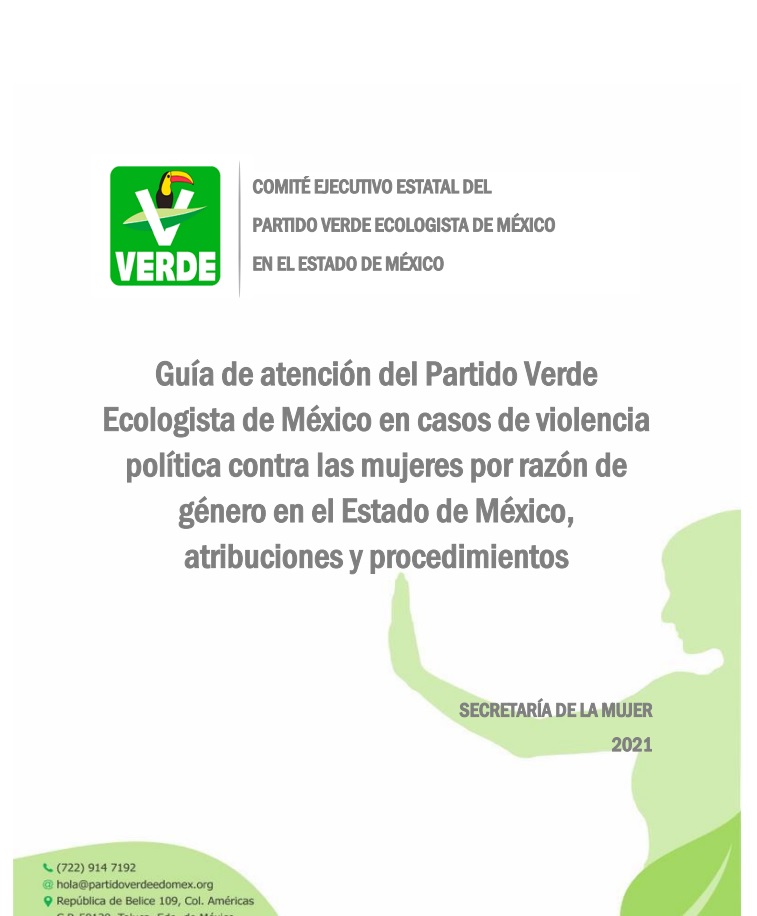 VERDE
COMITÉ EJECUTIVO ESTATAL DEL
PARTIDO VERDE ECOLOGISTA DE MÉXICO
EN EL ESTADO DE MÉXICO
Guía de atención del Partido Verde
Ecologista de México en casos de violencia
política contra las mujeres por razón de
género en el Estado de México,
atribuciones y procedimientos
SECRETARÍA DE LA MUJER
2021
(722) 914 7192
@ hola@partidoverdeedomex.org
República de Belice 109, Col. Américas